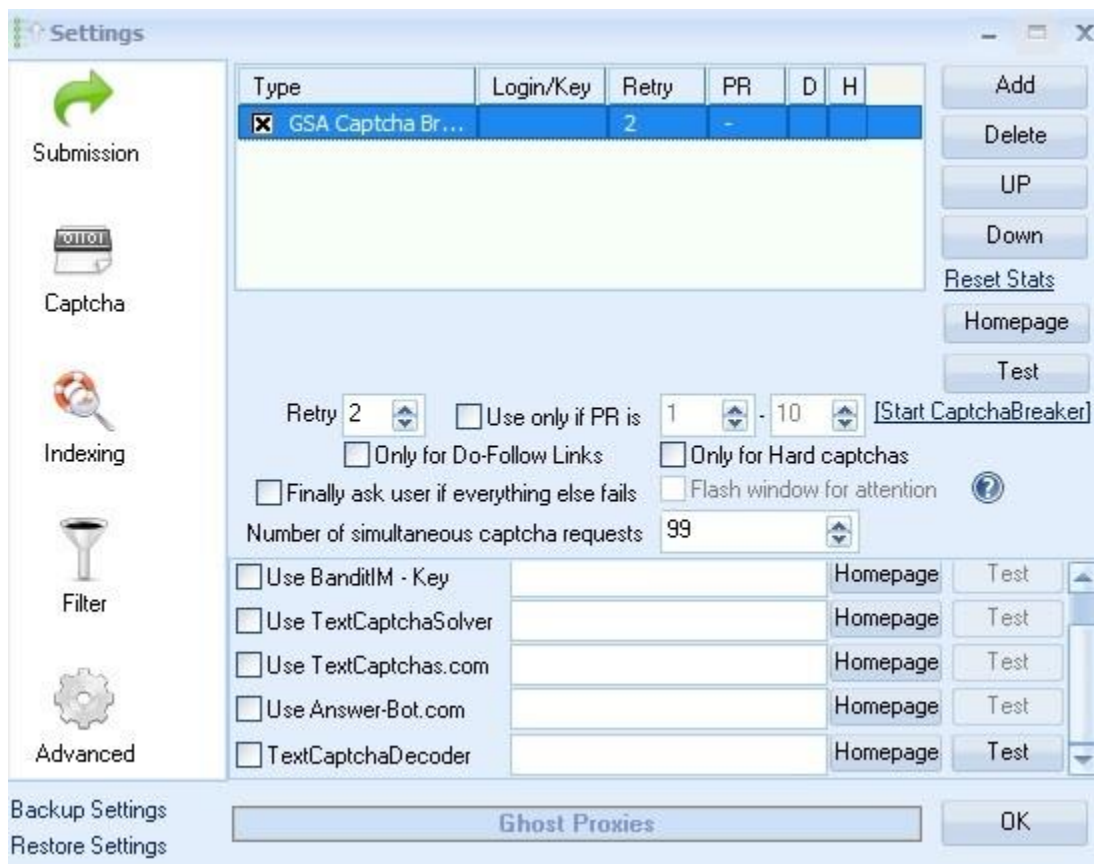 Settings
Submission
Captcha
Indexing
Filter
Advanced
Type Login/Key Retry PR D H
GSA Captcha Br... 2 -
Add
Delete
UP
Down
Reset Stats
Homepage
Test
Retry 2 Use only if PR is 1 - 10 [Start CaptchaBreaker]
Only for Do-Follow Links Only for Hard captchas
Finally ask user if everything else fails Flash window for attention ?
Number of simultaneous captcha requests 99
Use BanditIM - Key Homepage Test
Use TextCaptchaSolver Homepage Test
Use TextCaptchas.com Homepage Test
Use Answer-Bot.com Homepage Test
TextCaptchaDecoder Homepage Test
Backup Settings
Restore Settings
Ghost Proxies
OK